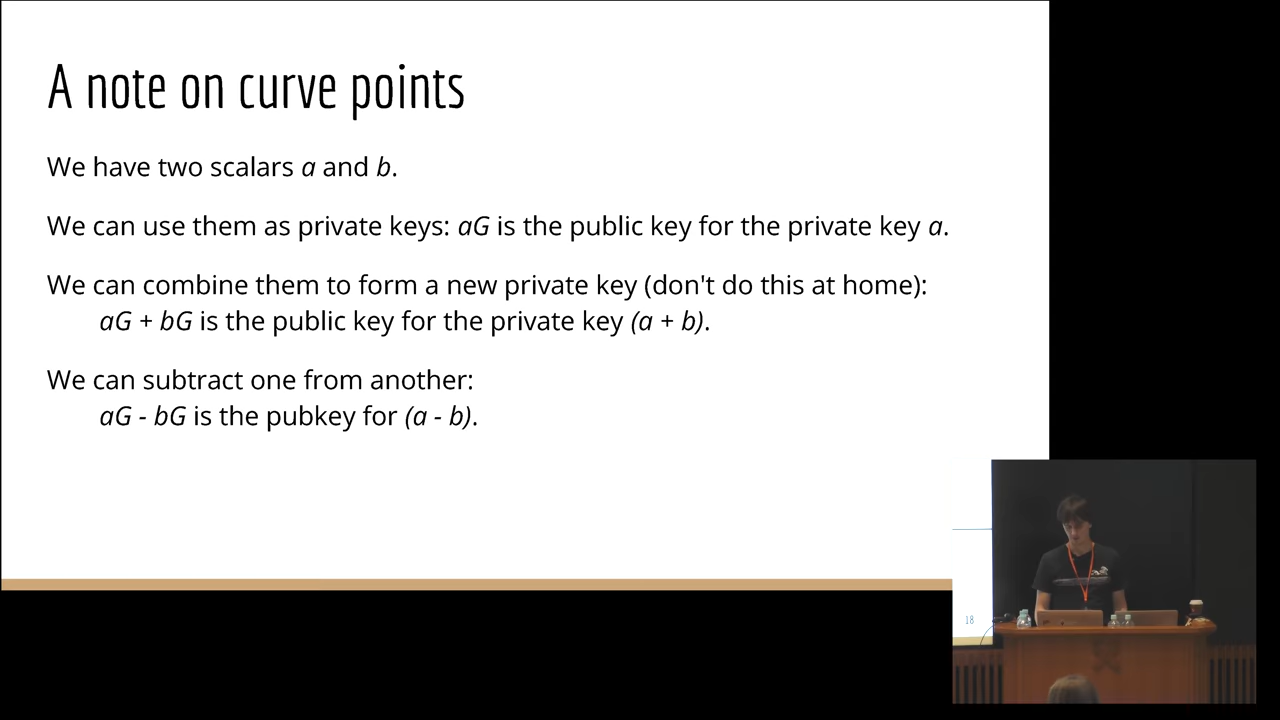 A note on curve points
We have two scalars a and b.
We can use them as private keys: aG is the public key for the private key a.
We can combine them to form a new private key (don't do this at home):
aG + bG is the public key for the private key (a + b).
We can subtract one from another:
aG - bG is the pubkey for (a - b).
18